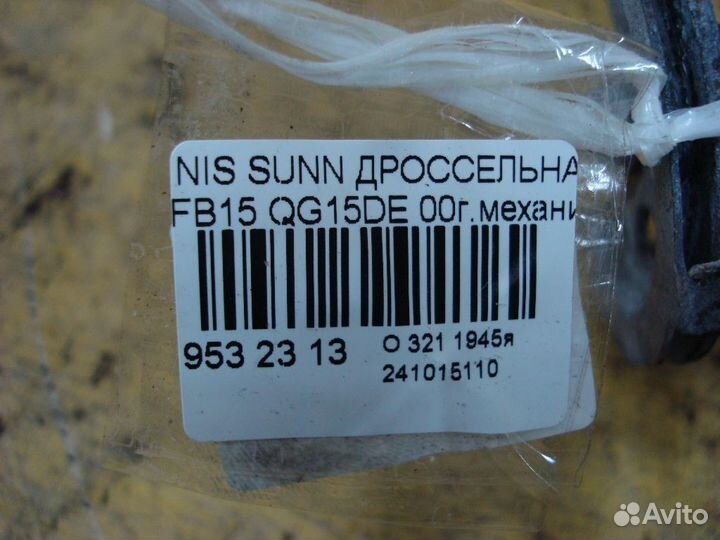 NIS SUNN ДРОССЕЛЬНА
FB15 QG15DE 00г.механи
953 23 13
О 321 1945я
241015110
Avito